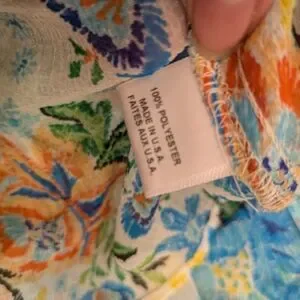 100% POLYESTER
MADE IN U.S.A.
FAITES AUX U.S.A.